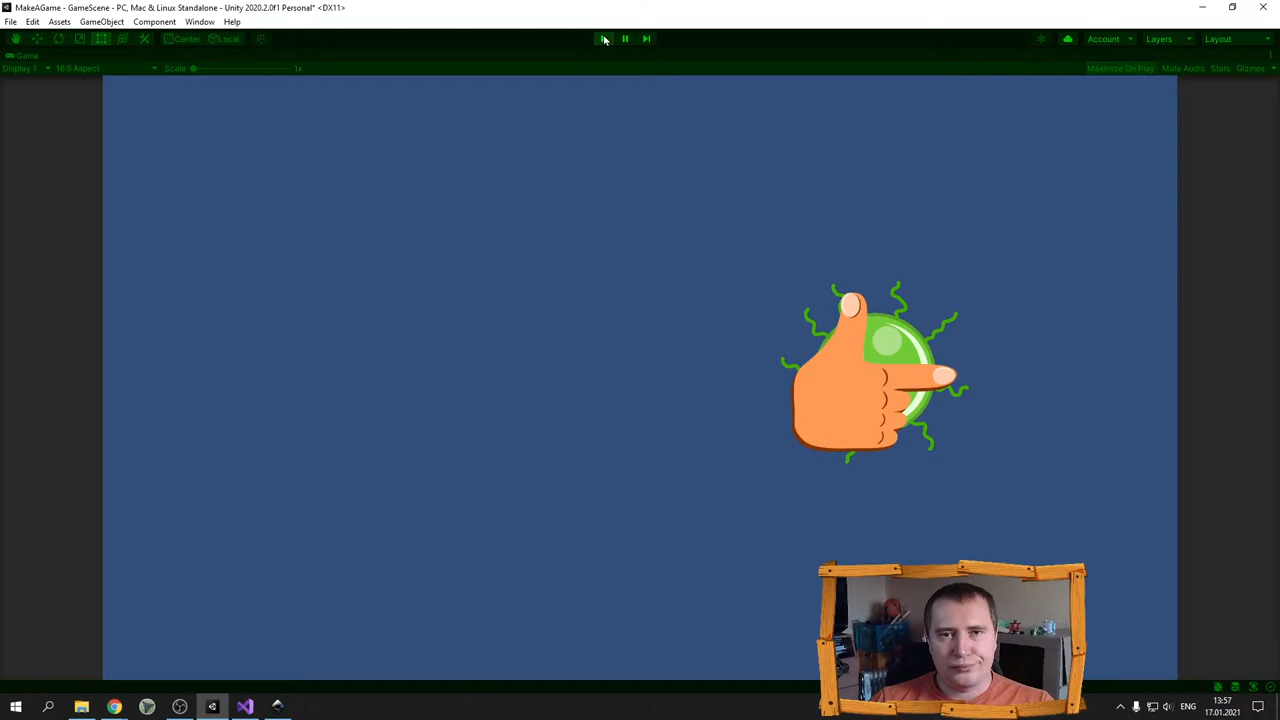 MakeAGame - GameScene - PC, Mac & Linux Standalone - Unity 2020.2.0f1 Personal* <DX11>
File Edit Assets GameObject Component Window Help
Center Local Account Layers Layout
Game
Display 1 16:9 Aspect Scale 1x Maximize On Play Mute Audio Stats Gizmos
ENG
13:57
17.01.2021